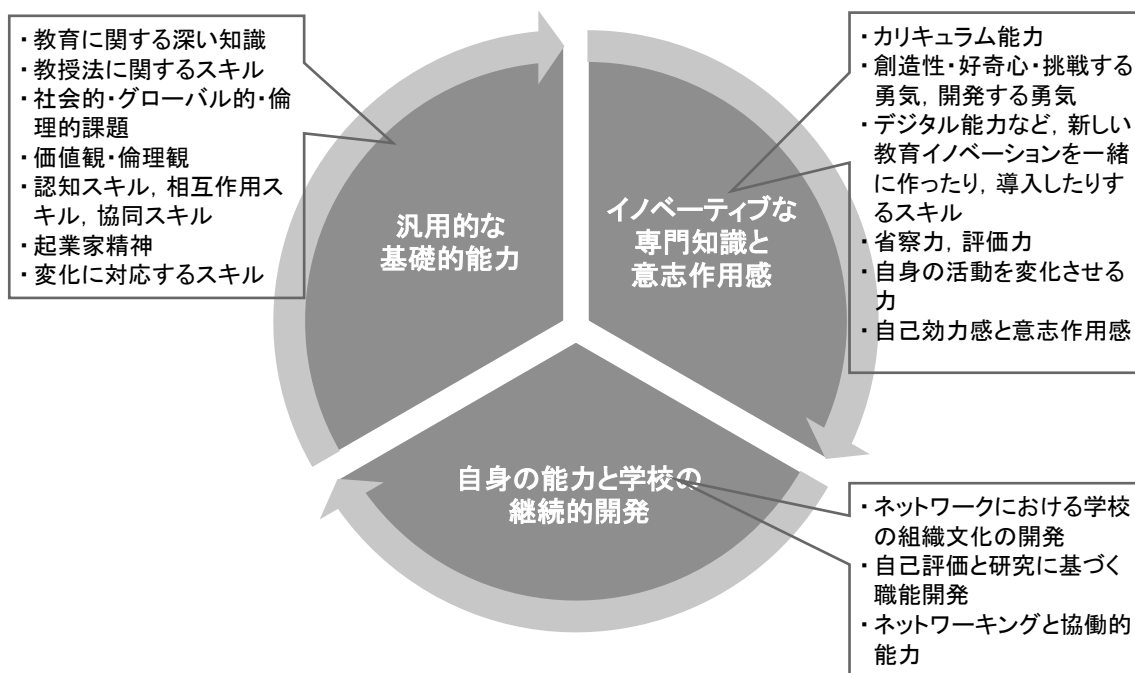 ・教育に関する深い知識
・教授法に関するスキル
・社会的・グローバル的・倫
理的課題
・価値観・倫理観
・認知スキル, 相互作用ス
キル, 協同スキル
・起業家精神
・変化に対応するスキル
汎用的な
基礎的能力
・カリキュラム能力
・創造性・好奇心・挑戦する
勇気, 開発する勇気
・デジタル能力など, 新しい
教育イノベーションを一緒
に作ったり, 導入したりす
るスキル
・省察力, 評価力
・自身の活動を変化させる
力
・自己効力感と意志作用感
イノベーティブな
専門知識と
意志作用感
自身の能力と学校の
継続的開発
・ネットワークにおける学校
の組織文化の開発
・自己評価と研究に基づく
職能開発
・ネットワーキングと協働的
能力